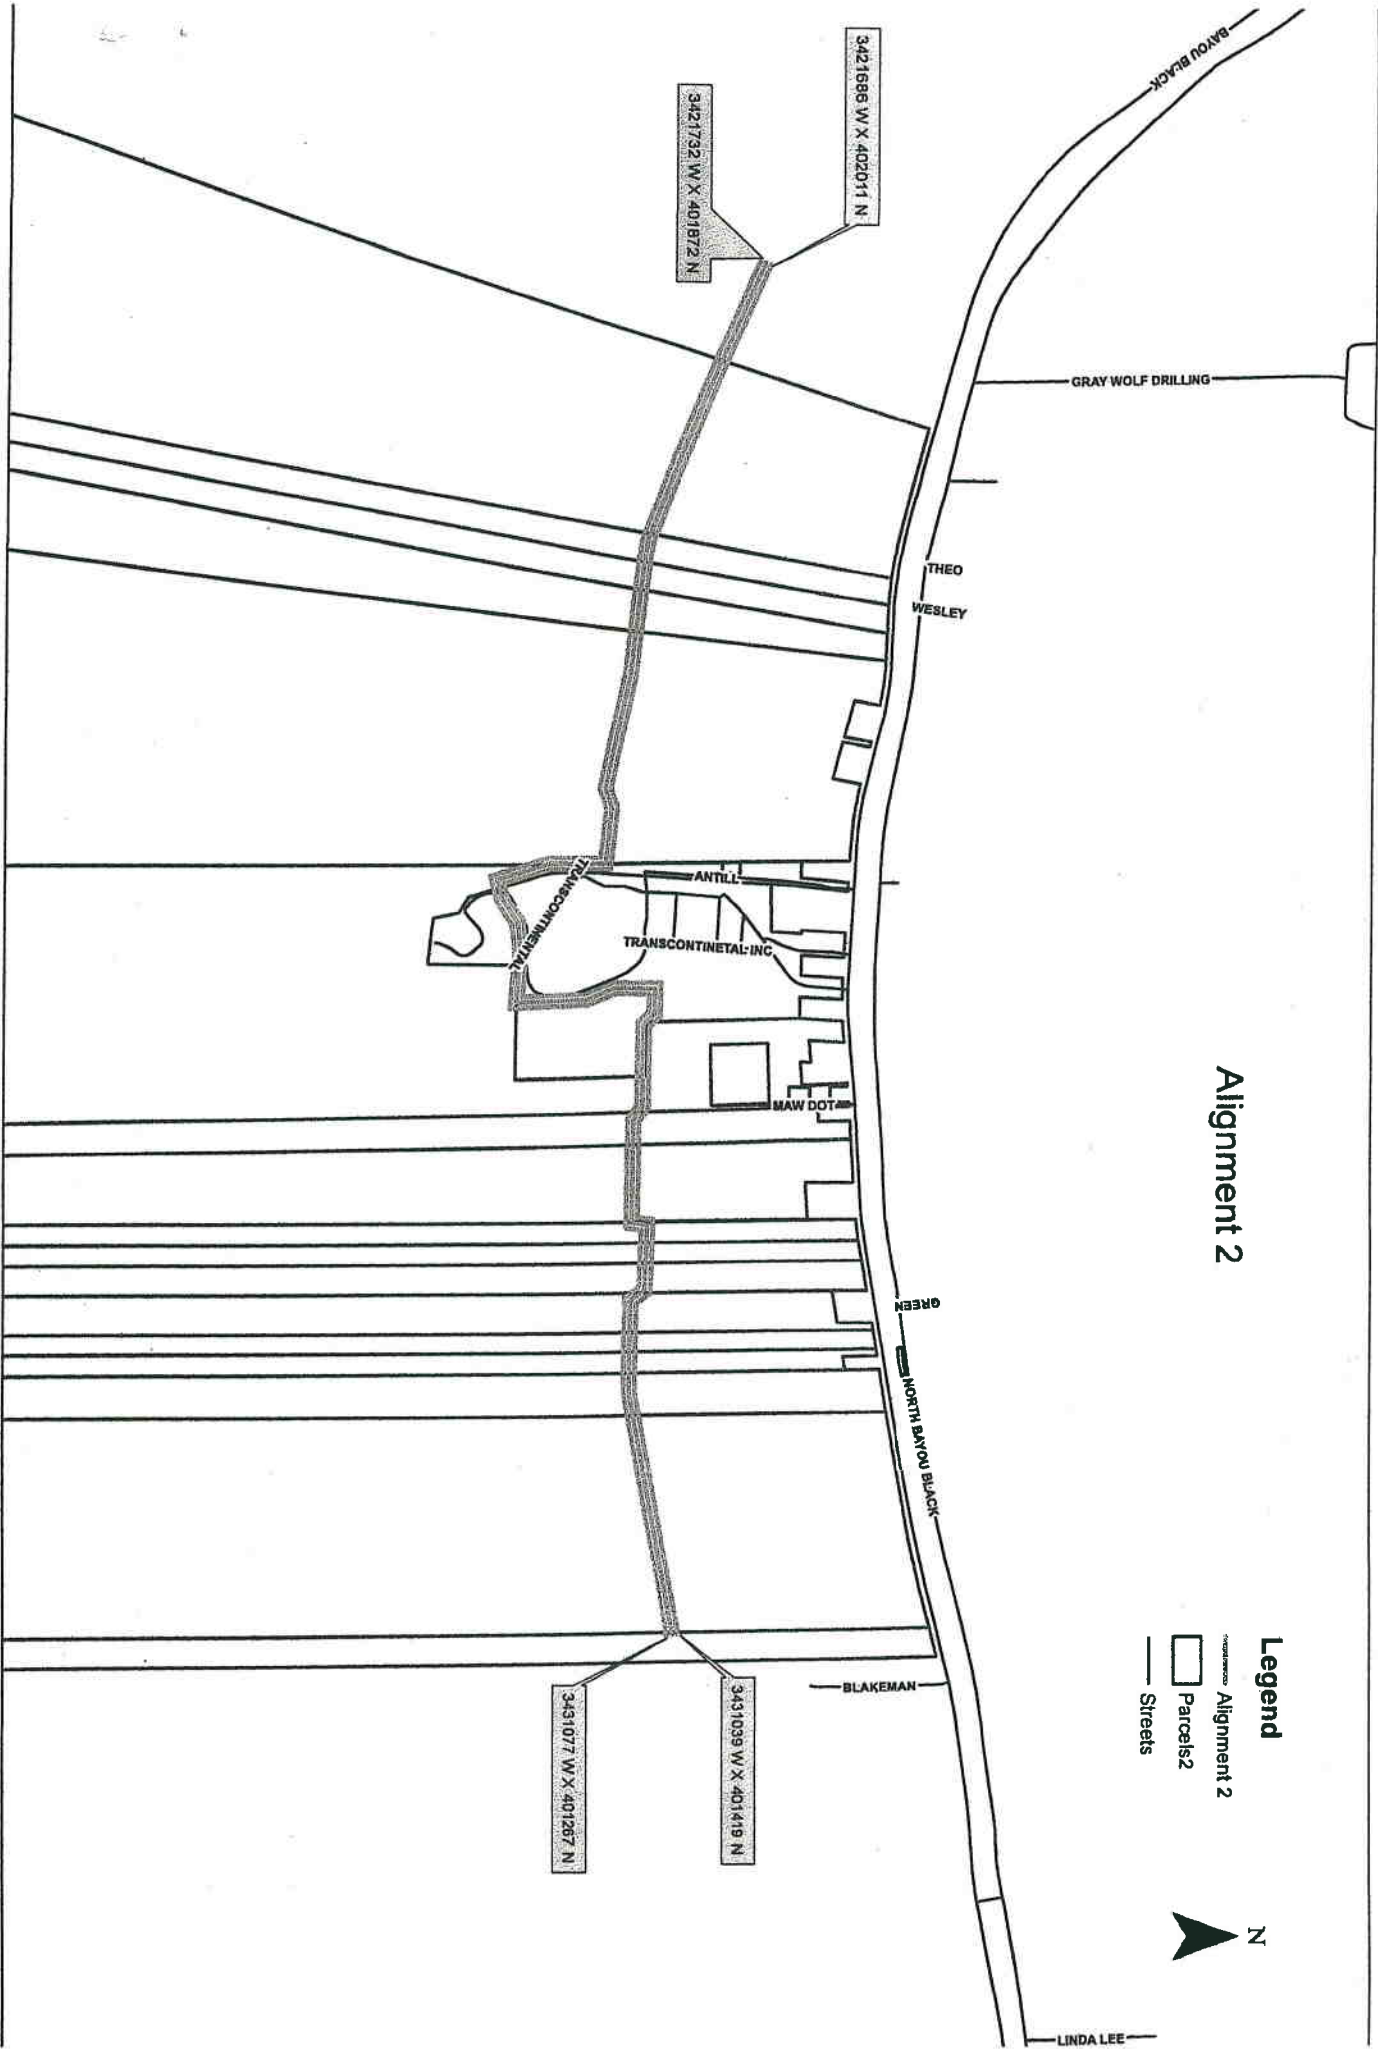 Alignment 2
Legend
Alignment 2
Parcels2
Streets
N
BAYOU BLACK
GRAY WOLF DRILLING
THEO
WESLEY
3421686 W X 402011 N
3421732 W X 401872 N
ANTILL
TRANSCONTINENTAL
TRANSCONTINETAL INC
MAW DOT
GREEN
NORTH BAYOU BLACK
BLAKEMAN
LINDA LEE
3431039 W X 401419 N
3431077 W X 401267 N